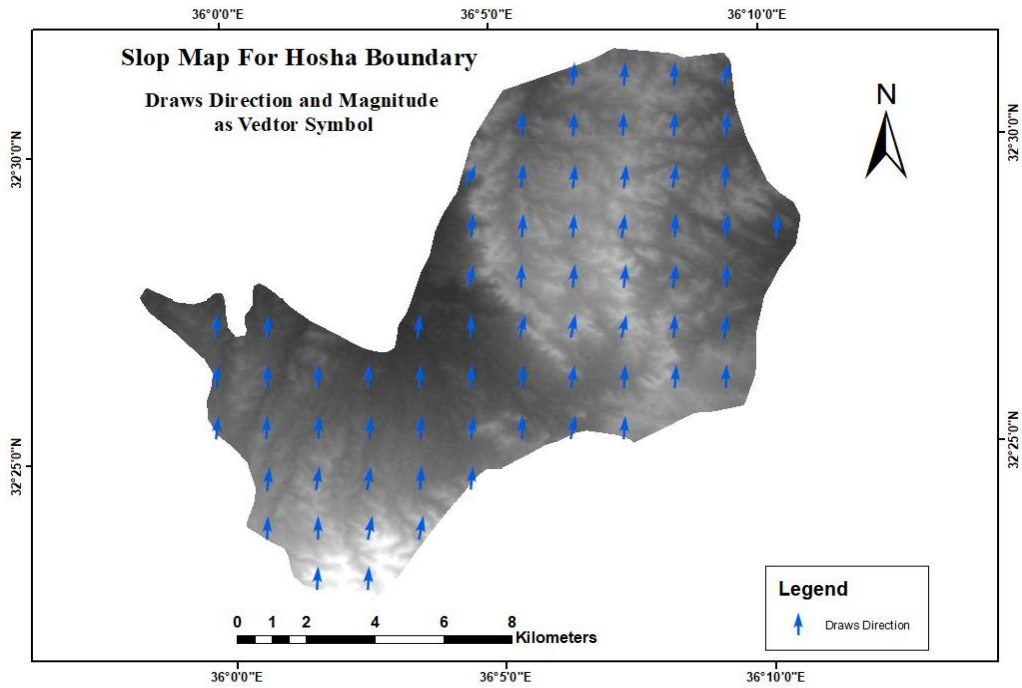 36°0'0"E 36°5'0"E 36°10'0"E
Slop Map For Hosha Boundary
Draws Direction and Magnitude
as Vedtor Symbol
N
32°30'0"N
32°30'0"N
32°25'0"N
32°25'0"N
Legend
Draws Direction
0 1 2 4 6 8
Kilometers
36°0'0"E 36°5'0"E 36°10'0"E